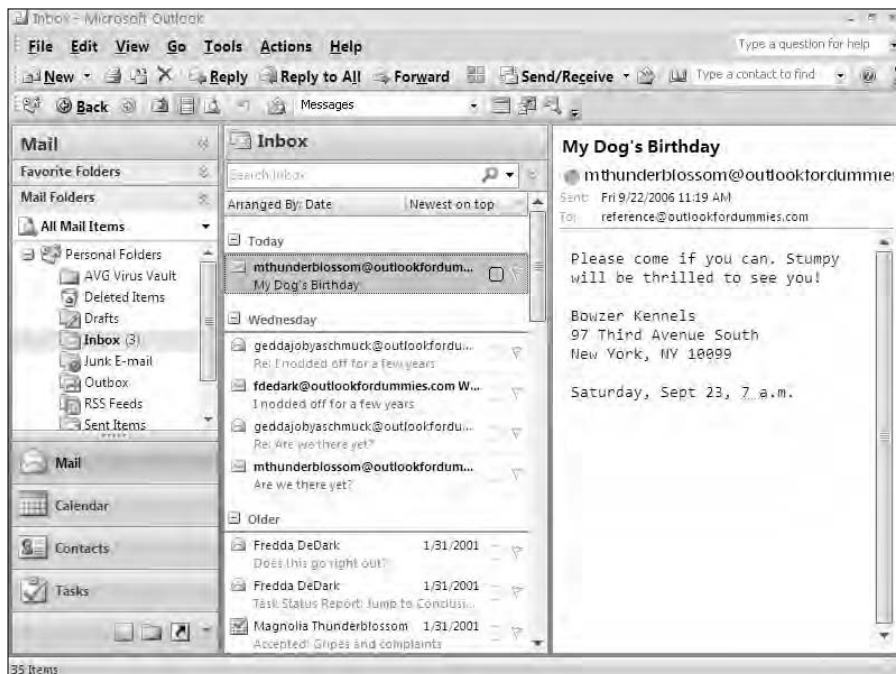 Inbox - Microsoft Outlook
File Edit View Go Tools Actions Help
Type a question for help
New Reply Reply to All Forward Send/Receive Type a contact to find
Back Messages
Mail
Favorite Folders
Mail Folders
All Mail Items
Personal Folders
AVG Virus Vault
Deleted Items
Drafts
Inbox (3)
Junk E-mail
Outbox
RSS Feeds
Sent Items
Mail
Calendar
Contacts
Tasks
Inbox
Search Inbox
Arranged By: Date Newest on top
Today
mthunderblossom@outlookfordum...
My Dog's Birthday
Wednesday
geddajobyaschmuck@outlookfordu...
Re: I nodded off for a few years
fdedark@outlookfordummies.com W...
I nodded off for a few years
geddajobyaschmuck@outlookfordu...
Re: Are we there yet?
mthunderblossom@outlookfordum...
Are we there yet?
Older
Fredda DeDark 1/31/2001
Does this go right out?
Fredda DeDark 1/31/2001
Task Status Report: Jump to Conclusi...
Magnolia Thunderblossom 1/31/2001
Accepted: Gripes and complaints
My Dog's Birthday
mthunderblossom@outlookfordummie
Sent: Fri 9/22/2006 11:19 AM
To: reference@outlookfordummies.com
Please come if you can. Stumpy
will be thrilled to see you!
Bowzer Kennels
97 Third Avenue South
New York, NY 10099
Saturday, Sept 23, 7 a.m.
35 Items